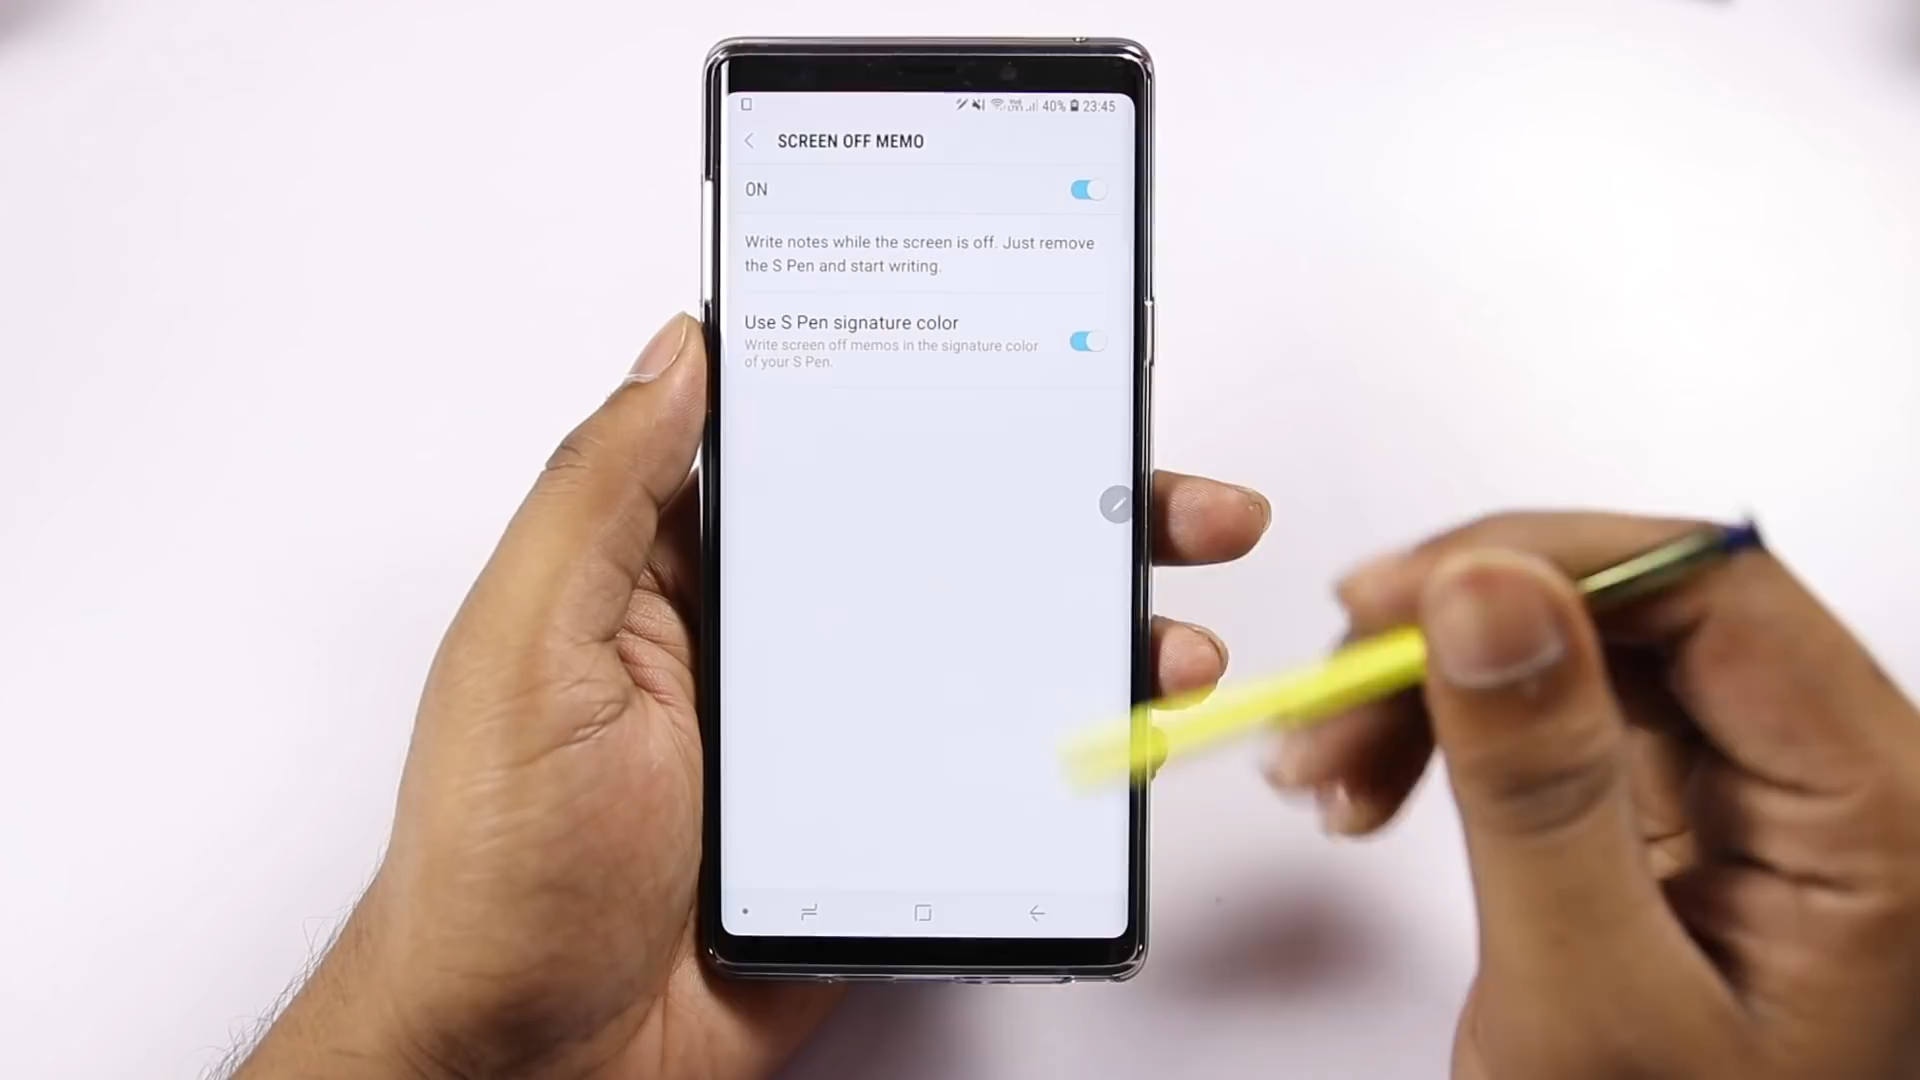 40% 23:45
SCREEN OFF MEMO
ON
Write notes while the screen is off. Just remove
the S Pen and start writing.
Use S Pen signature color
Write screen off memos in the signature color
of your S Pen.